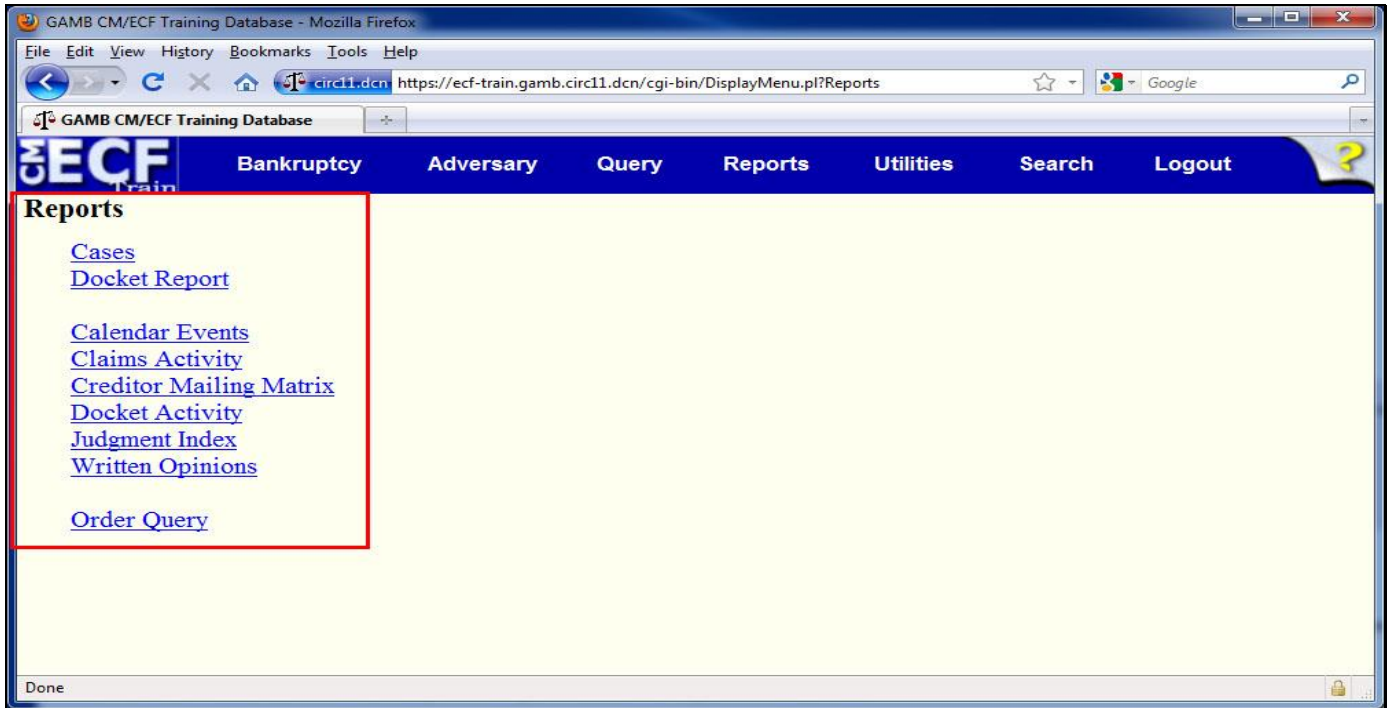 GAMB CM/ECF Training Database - Mozilla Firefox
File Edit View History Bookmarks Tools Help
circ11.dcn https://ecf-train.gamb.circ11.dcn/cgi-bin/DisplayMenu.pl?Reports Google
GAMB CM/ECF Training Database
CM ECF Train Bankruptcy Adversary Query Reports Utilities Search Logout ?
Reports
Cases
Docket Report
Calendar Events
Claims Activity
Creditor Mailing Matrix
Docket Activity
Judgment Index
Written Opinions
Order Query
Done